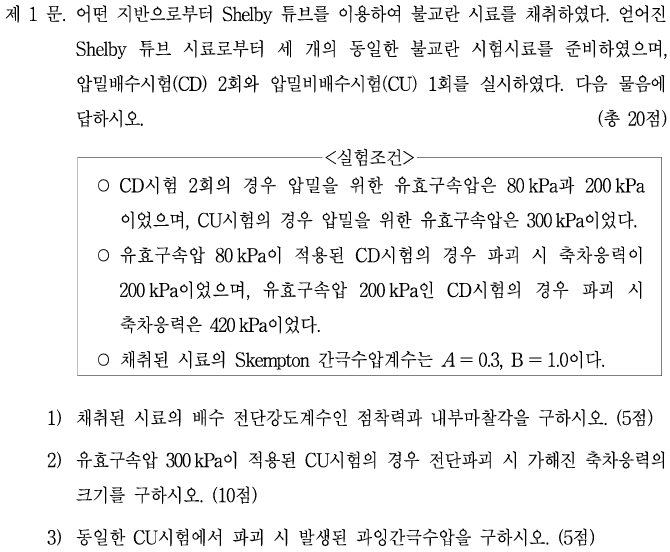 제 1 문. 어떤 지반으로부터 Shelby 튜브를 이용하여 불교란 시료를 채취하였다. 얻어진
Shelby 튜브 시료로부터 세 개의 동일한 불교란 시험시료를 준비하였으며,
압밀배수시험(CD) 2회와 압밀비배수시험(CU) 1회를 실시하였다. 다음 물음에
답하시오. (총 20점)
<실험조건>
○ CD시험 2회의 경우 압밀을 위한 유효구속압은 80 kPa과 200 kPa
이었으며, CU시험의 경우 압밀을 위한 유효구속압은 300 kPa이었다.
○ 유효구속압 80 kPa이 적용된 CD시험의 경우 파괴 시 축차응력이
200 kPa이었으며, 유효구속압 200 kPa인 CD시험의 경우 파괴 시
축차응력은 420 kPa이었다.
○ 채취된 시료의 Skempton 간극수압계수는 A = 0.3, B = 1.0이다.
1) 채취된 시료의 배수 전단강도계수인 점착력과 내부마찰각을 구하시오. (5점)
2) 유효구속압 300 kPa이 적용된 CU시험의 경우 전단파괴 시 가해진 축차응력의
크기를 구하시오. (10점)
3) 동일한 CU시험에서 파괴 시 발생된 과잉간극수압을 구하시오. (5점)